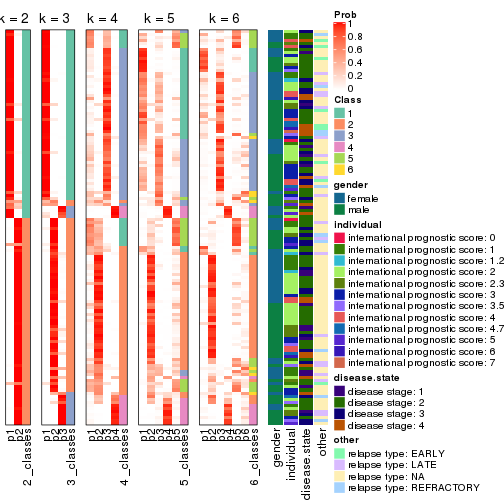 k = 2
k = 3
k = 4
k = 5
k = 6
p1
p2
2_classes
p1
p2
p3
3_classes
p1
p2
p3
p4
4_classes
p1
p2
p3
p4
p5
5_classes
p1
p2
p3
p4
p5
p6
6_classes
gender
individual
disease.state
other
Prob
1
0.8
0.6
0.4
0.2
0
Class
1
2
3
4
5
6
gender
female
male
individual
international prognostic score: 0
international prognostic score: 1
international prognostic score: 1.2
international prognostic score: 2
international prognostic score: 2.3
international prognostic score: 3
international prognostic score: 3.5
international prognostic score: 4
international prognostic score: 4.7
international prognostic score: 5
international prognostic score: 6
international prognostic score: 7
disease.state
disease stage: 1
disease stage: 2
disease stage: 3
disease stage: 4
other
relapse type: EARLY
relapse type: LATE
relapse type: NA
relapse type: REFRACTORY